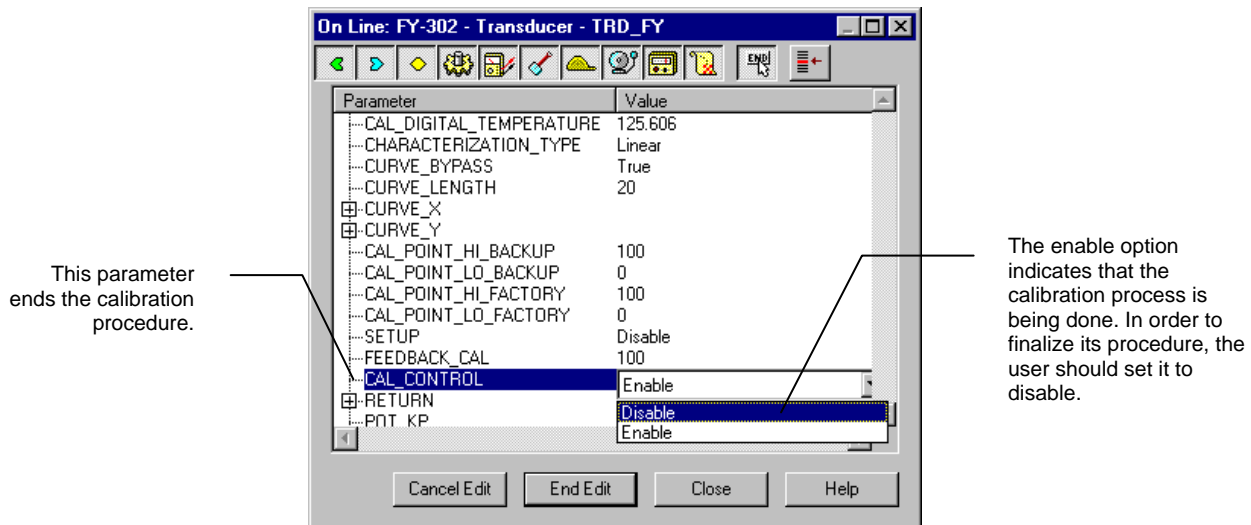 On Line: FY-302 - Transducer - TRD_FY
END
Parameter Value
CAL_DIGITAL_TEMPERATURE 125.606
CHARACTERIZATION_TYPE Linear
CURVE_BYPASS True
CURVE_LENGTH 20
CURVE_X
CURVE_Y
CAL_POINT_HI_BACKUP 100
CAL_POINT_LO_BACKUP 0
CAL_POINT_HI_FACTORY 100
CAL_POINT_LO_FACTORY 0
SETUP Disable
FEEDBACK_CAL 100
CAL_CONTROL Enable
RETURN Disable
POT_KP Enable
Cancel Edit End Edit Close Help
This parameter
ends the calibration
procedure.
The enable option
indicates that the
calibration process is
being done. In order to
finalize its procedure, the
user should set it to
disable.